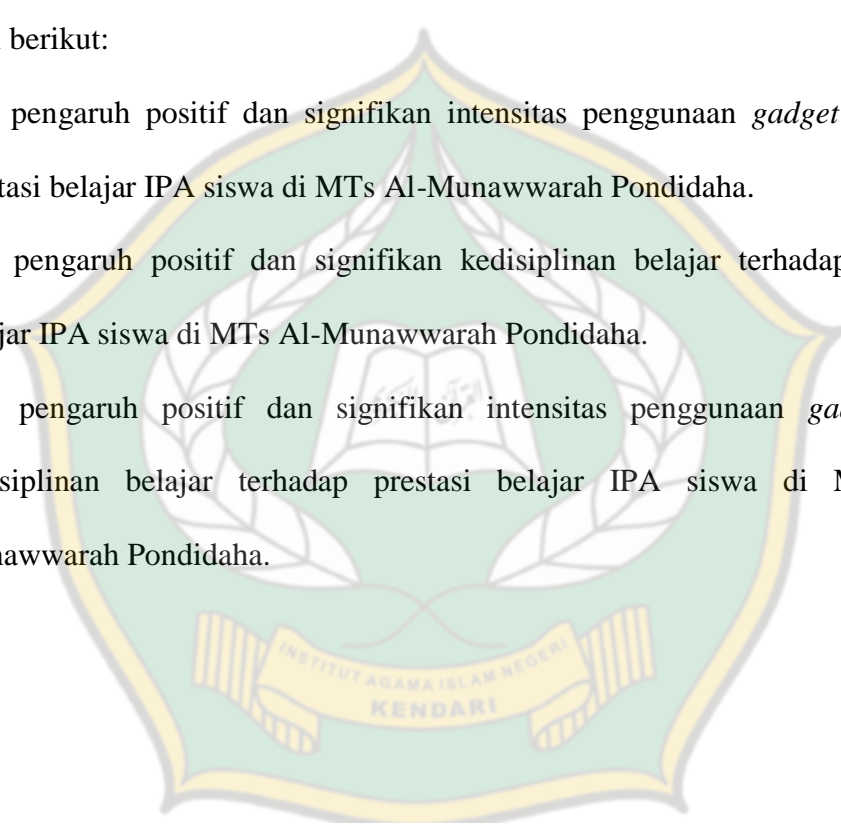 berikut:
pengaruh positif dan signifikan intensitas penggunaan gadget
tasi belajar IPA siswa di MTs Al-Munawwarah Pondidaha.
pengaruh positif dan signifikan kedisiplinan belajar terhadap
jar IPA siswa di MTs Al-Munawwarah Pondidaha.
pengaruh positif dan signifikan intensitas penggunaan ga
siplinan belajar terhadap prestasi belajar IPA siswa di M
nawwarah Pondidaha.
INSTITUT AGAMA ISLAM NEGERI
KENDARI